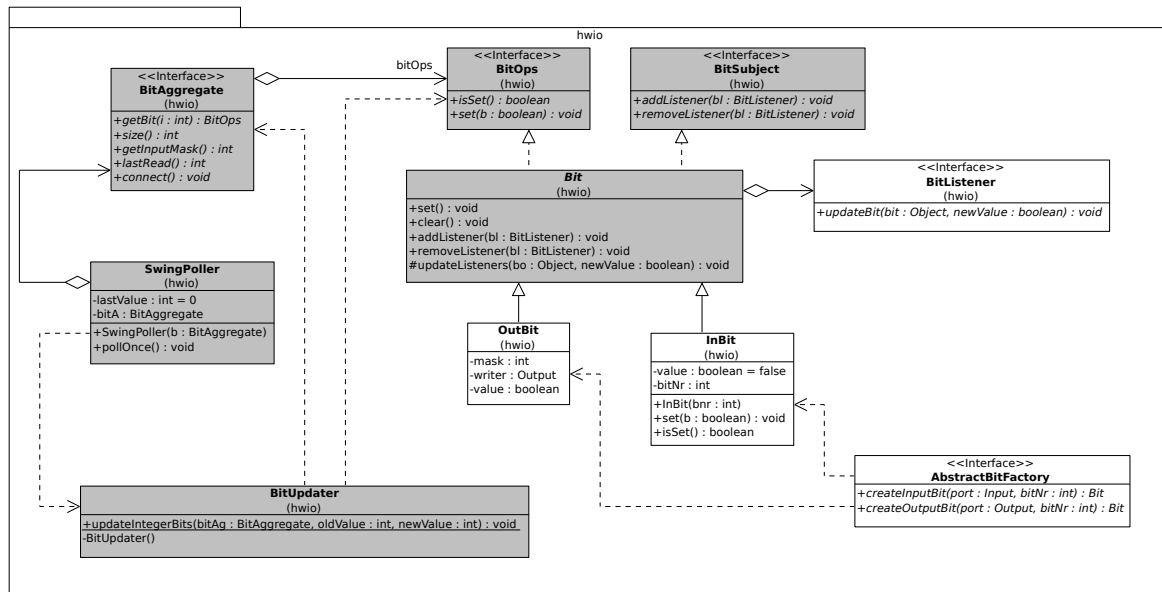 hwio
<<Interface>>
BitAggregate
(hwio)
+getBit(i : int) : BitOps
+size() : int
+getInputMask() : int
+lastRead() : int
+connect() : void
bitOps
<<Interface>>
BitOps
(hwio)
+isSet() : boolean
+set(b : boolean) : void
<<Interface>>
BitSubject
(hwio)
+addListener(bl : BitListener) : void
+removeListener(bl : BitListener) : void
Bit
(hwio)
+set() : void
+clear() : void
+addListener(bl : BitListener) : void
+removeListener(bl : BitListener) : void
#updateListeners(bo : Object, newValue : boolean) : void
<<Interface>>
BitListener
(hwio)
+updateBit(bit : Object, newValue : boolean) : void
SwingPoller
(hwio)
-lastValue : int = 0
-bitA : BitAggregate
+SwingPoller(b : BitAggregate)
+pollOnce() : void
OutBit
(hwio)
-mask : int
-writer : Output
-value : boolean
InBit
(hwio)
-value : boolean = false
-bitNr : int
+InBit(bnr : int)
+set(b : boolean) : void
+isSet() : boolean
<<Interface>>
AbstractBitFactory
+createInputBit(port : Input, bitNr : int) : Bit
+createOutputBit(port : Output, bitNr : int) : Bit
BitUpdater
(hwio)
+updateIntegerBits(bitAg : BitAggregate, oldValue : int, newValue : int) : void
-BitUpdater()